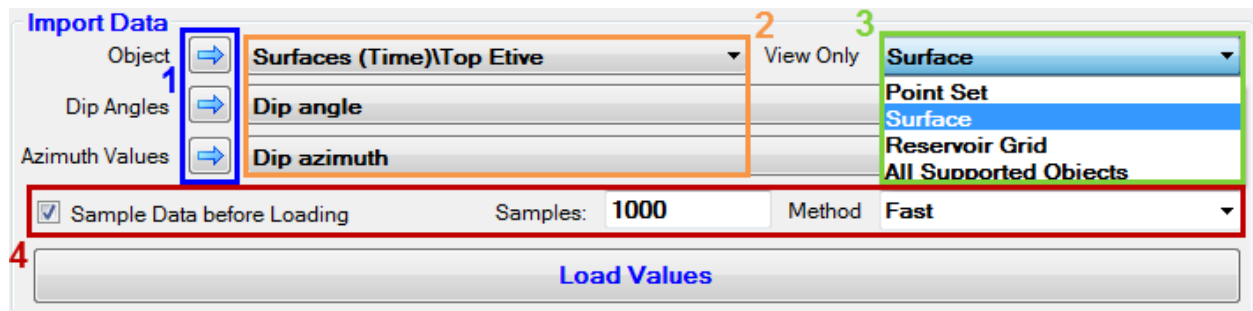 Import Data
2
3
Object
Surfaces (Time)\Top Etive
View Only
Surface
1
Point Set
Dip Angles
Dip angle
Surface
Reservoir Grid
Azimuth Values
Dip azimuth
All Supported Objects
Sample Data before Loading
Samples:
1000
Method
Fast
4
Load Values